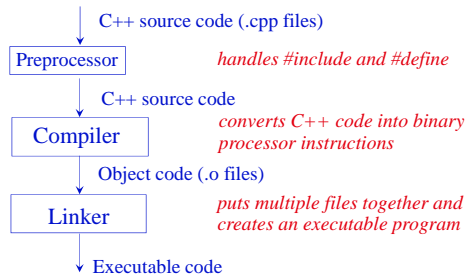 C++ source code (.cpp files)
Preprocessor
handles #include and #define
C++ source code
Compiler
converts C++ code into binary
processor instructions
Object code (.o files)
Linker
puts multiple files together and
creates an executable program
Executable code